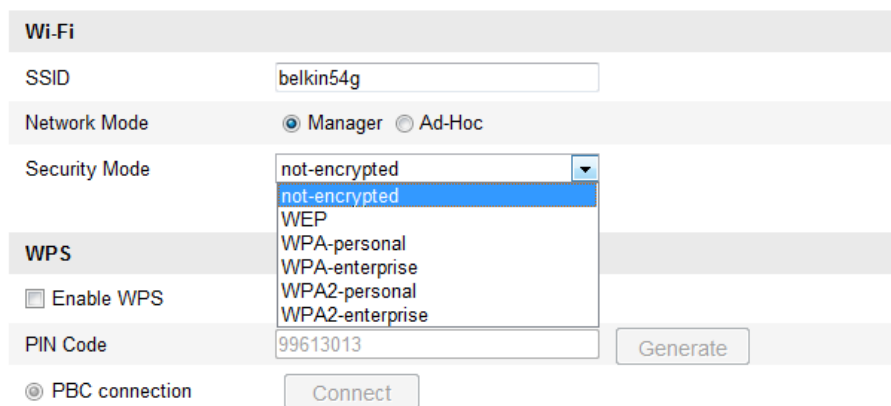 Wi-Fi
SSID belkin54g
Network Mode Manager Ad-Hoc
Security Mode not-encrypted
not-encrypted
WEP
WPA-personal
WPA-enterprise
WPA2-personal
WPA2-enterprise
WPS
Enable WPS
PIN Code 99613013 Generate
PBC connection Connect